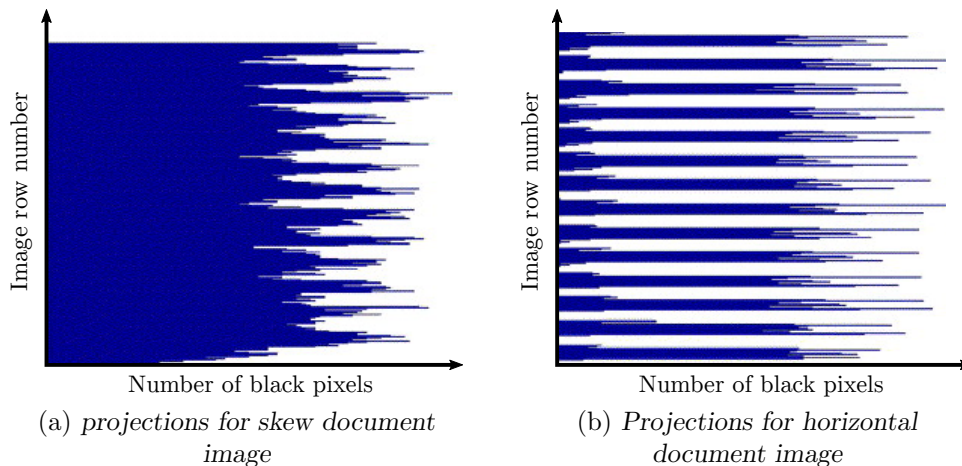 Image row number
Number of black pixels
(a) projections for skew document
image
Image row number
Number of black pixels
(b) Projections for horizontal
document image